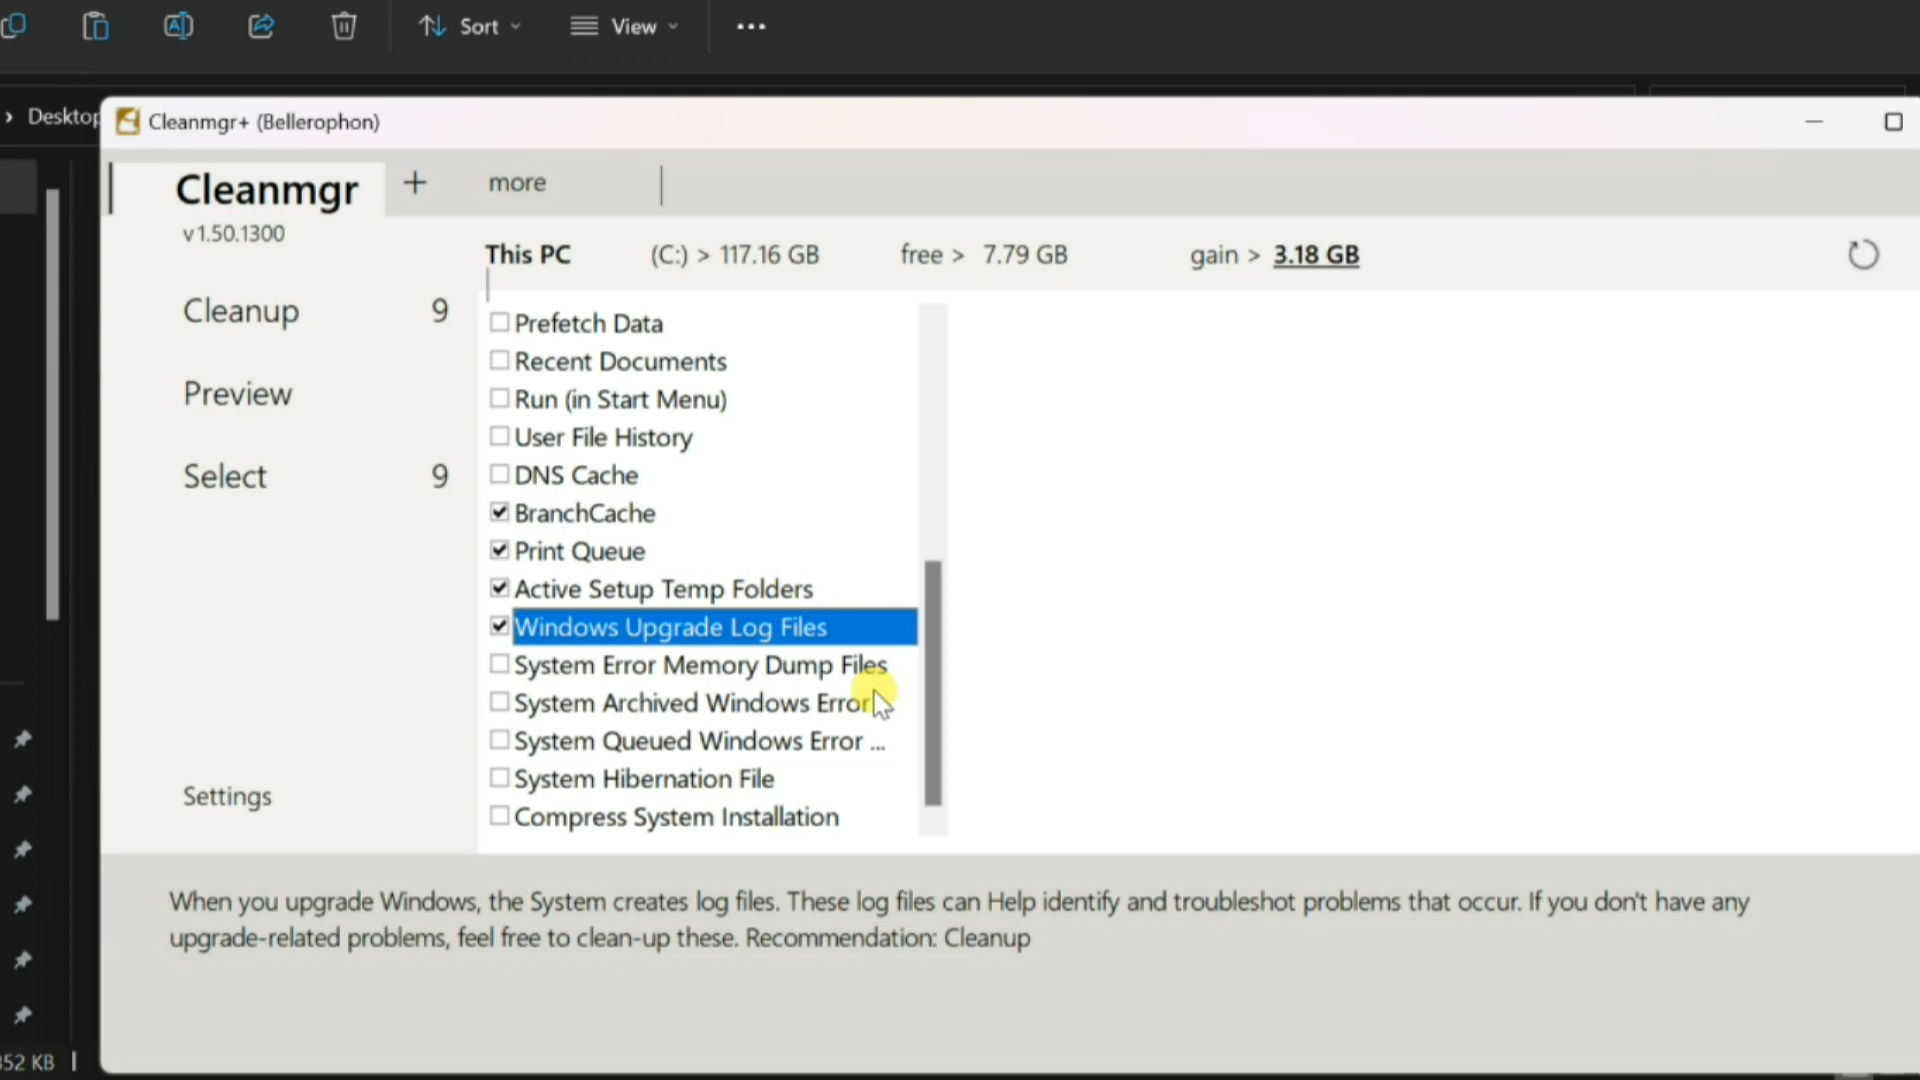 Sort
View
Desktop
Cleanmgr+ (Bellerophon)
Cleanmgr
+
more
v1.50.1300
This PC (C:) > 117.16 GB free > 7.79 GB gain > 3.18 GB
Cleanup 9
Preview
Select 9
Settings
Prefetch Data
Recent Documents
Run (in Start Menu)
User File History
DNS Cache
BranchCache
Print Queue
Active Setup Temp Folders
Windows Upgrade Log Files
System Error Memory Dump Files
System Archived Windows Error
System Queued Windows Error ...
System Hibernation File
Compress System Installation
When you upgrade Windows, the System creates log files. These log files can Help identify and troubleshot problems that occur. If you don't have any
upgrade-related problems, feel free to clean-up these. Recommendation: Cleanup
352 KB